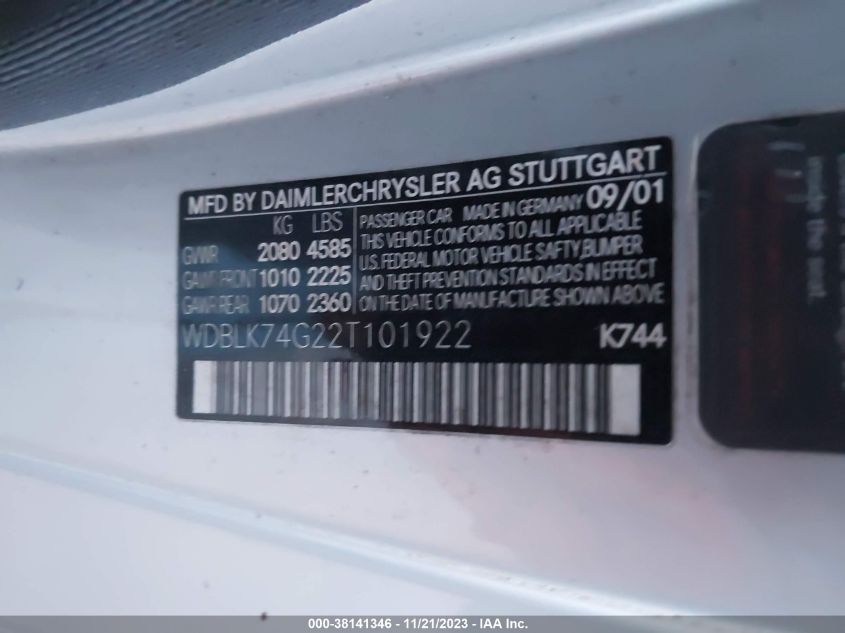 MFD BY DAIMLERCHRYSLER AG STUTTGART
KG LBS
GVWR 2080 4585
GAWR FRONT 1010 2225
GAWR REAR 1070 2360
PASSENGER CAR MADE IN GERMANY 09/01
THIS VEHICLE CONFORMS TO ALL APPLICABLE
U.S. FEDERAL MOTOR VEHICLE SAFTY, BUMPER
AND THEFT PREVENTION STANDARDS IN EFFECT
ON THE DATE OF MANUFACTURE SHOWN ABOVE.
WDBLK74G22T101922 K744
inside the seat.
000-38141346 - 11/21/2023 - IAA Inc.